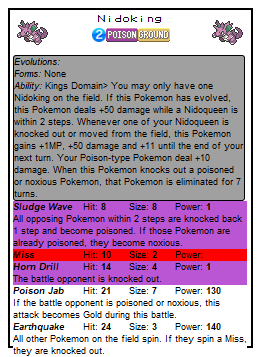 Nidoking
2 POISON GROUND
Evolutions:
Forms: None
Ability: Kings Domain> You may only have one
Nidoking on the field. If this Pokemon has evolved,
this Pokemon deals +50 damage while a Nidoqueen is
within 2 steps. Whenever one of your Nidoqueen is
knocked out or moved from the field, this Pokemon
gains +1MP, +50 damage and +11 until the end of your
next turn. Your Poison-type Pokemon deal +10
damage. When this Pokemon knocks out a poisoned
or noxious Pokemon, that Pokemon is eliminated for 7
turns.
Sludge Wave Hit: 8 Size: 8 Power: 1
All opposing Pokemon within 2 steps are knocked back
1 step and become poisoned. If those Pokemon are
already poisoned, they become noxious.
Miss Hit: 10 Size: 2 Power:
Horn Drill Hit: 14 Size: 4 Power: 1
The battle opponent is knocked out.
Poison Jab Hit: 21 Size: 7 Power: 130
If the battle opponent is poisoned or noxious, this
attack becomes Gold during this battle.
Earthquake Hit: 24 Size: 3 Power: 140
All other Pokemon on the field spin. If they spin a Miss,
they are knocked out.